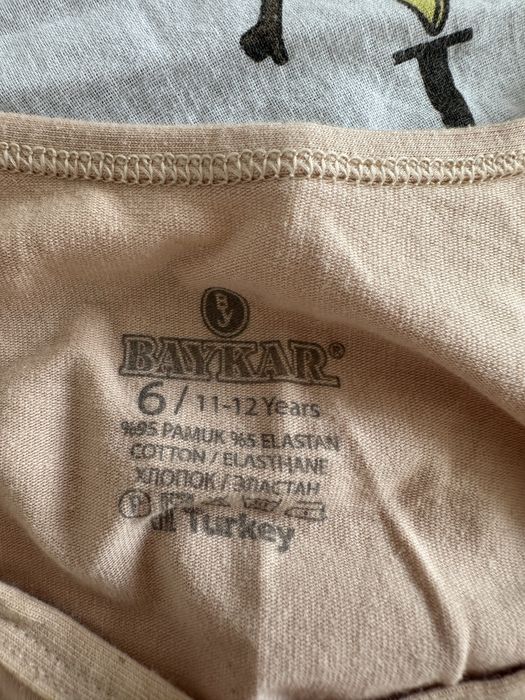 By
BAYKAR®
6 / 11-12 Years
%95 PAMUK %5 ELASTAN
COTTON / ELASTHANE
ХЛОПОК / ЭЛАСТАН
Turkey